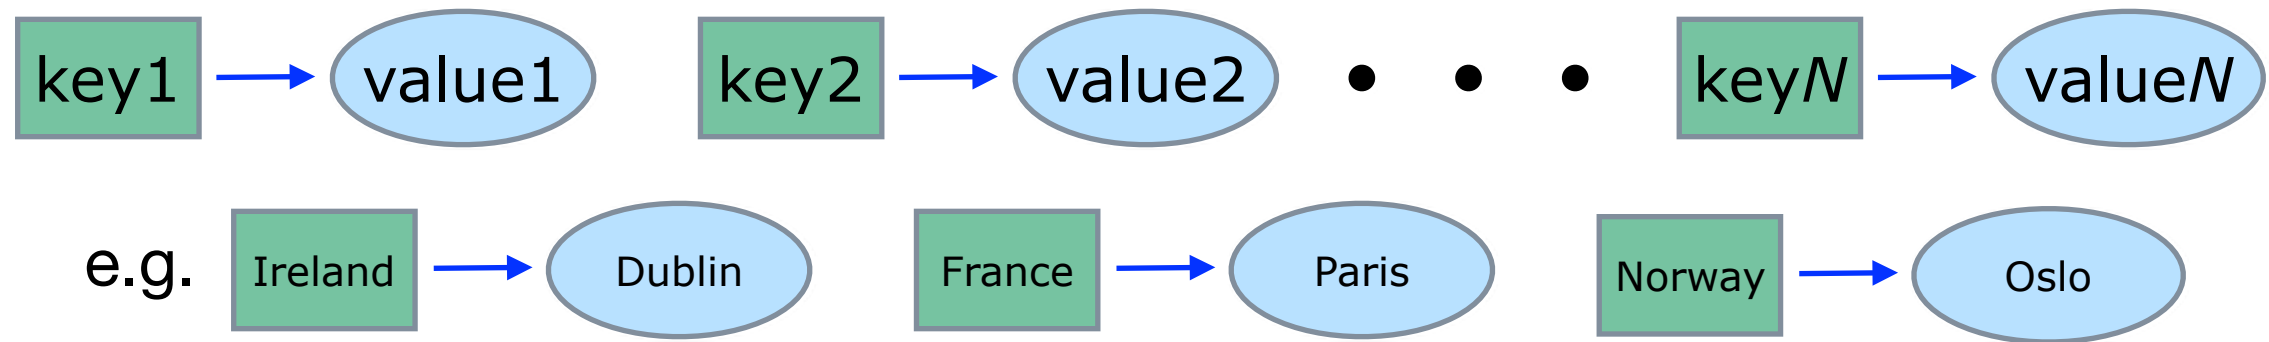 key1 value1 key2 value2 • • • keyN valueN
e.g. Ireland Dublin France Paris Norway Oslo